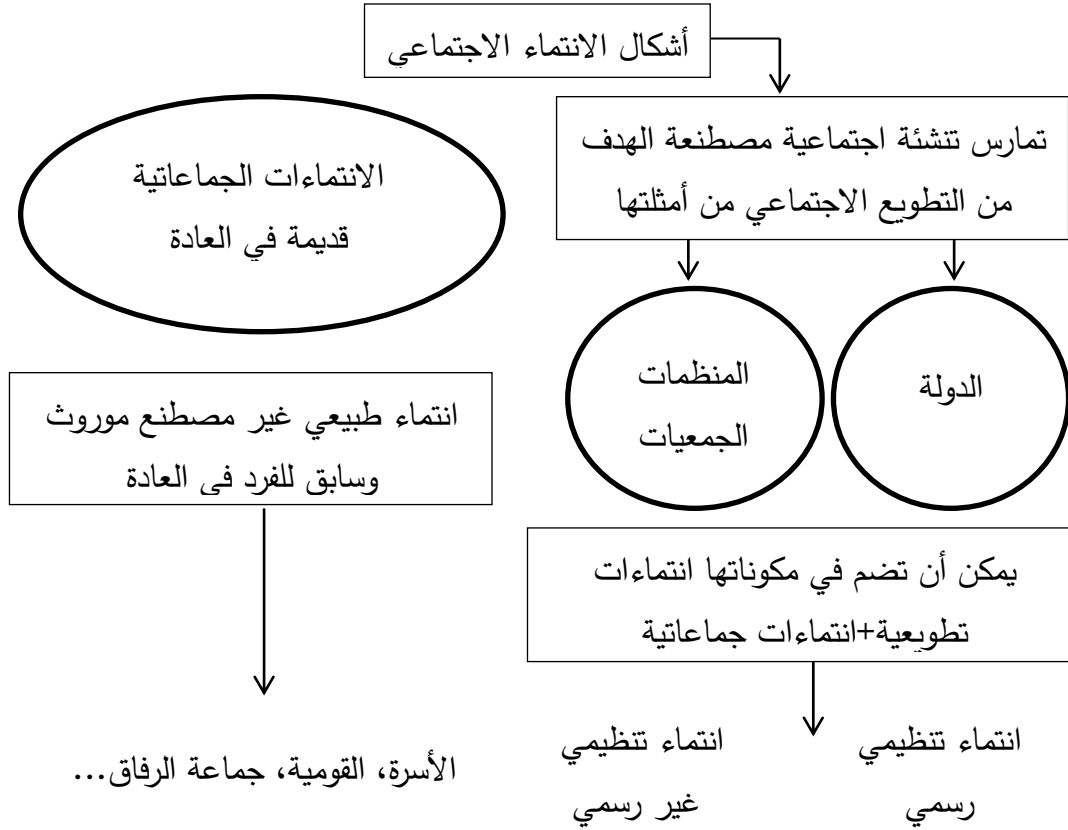 أشكال الانتماء الاجتماعي
تمارس تتشئة اجتماعية مصطنعة الهدف
من التطويع الاجتماعي من أمثلتها
الانتماءات الجماعاتية
قديمة في العادة
الدولة
المنظمات
الجمعيات
انتماء طبيعي غير مصطنع موروث
وسابق للفرد في العادة
يمكن أن تضم في مكوناتها انتماءات
تطويعية+انتماءات جماعاتية
انتماء تنظيمي
رسمي
انتماء تنظيمي
غير رسمي
الأسرة، القومية، جماعة الرفاق...